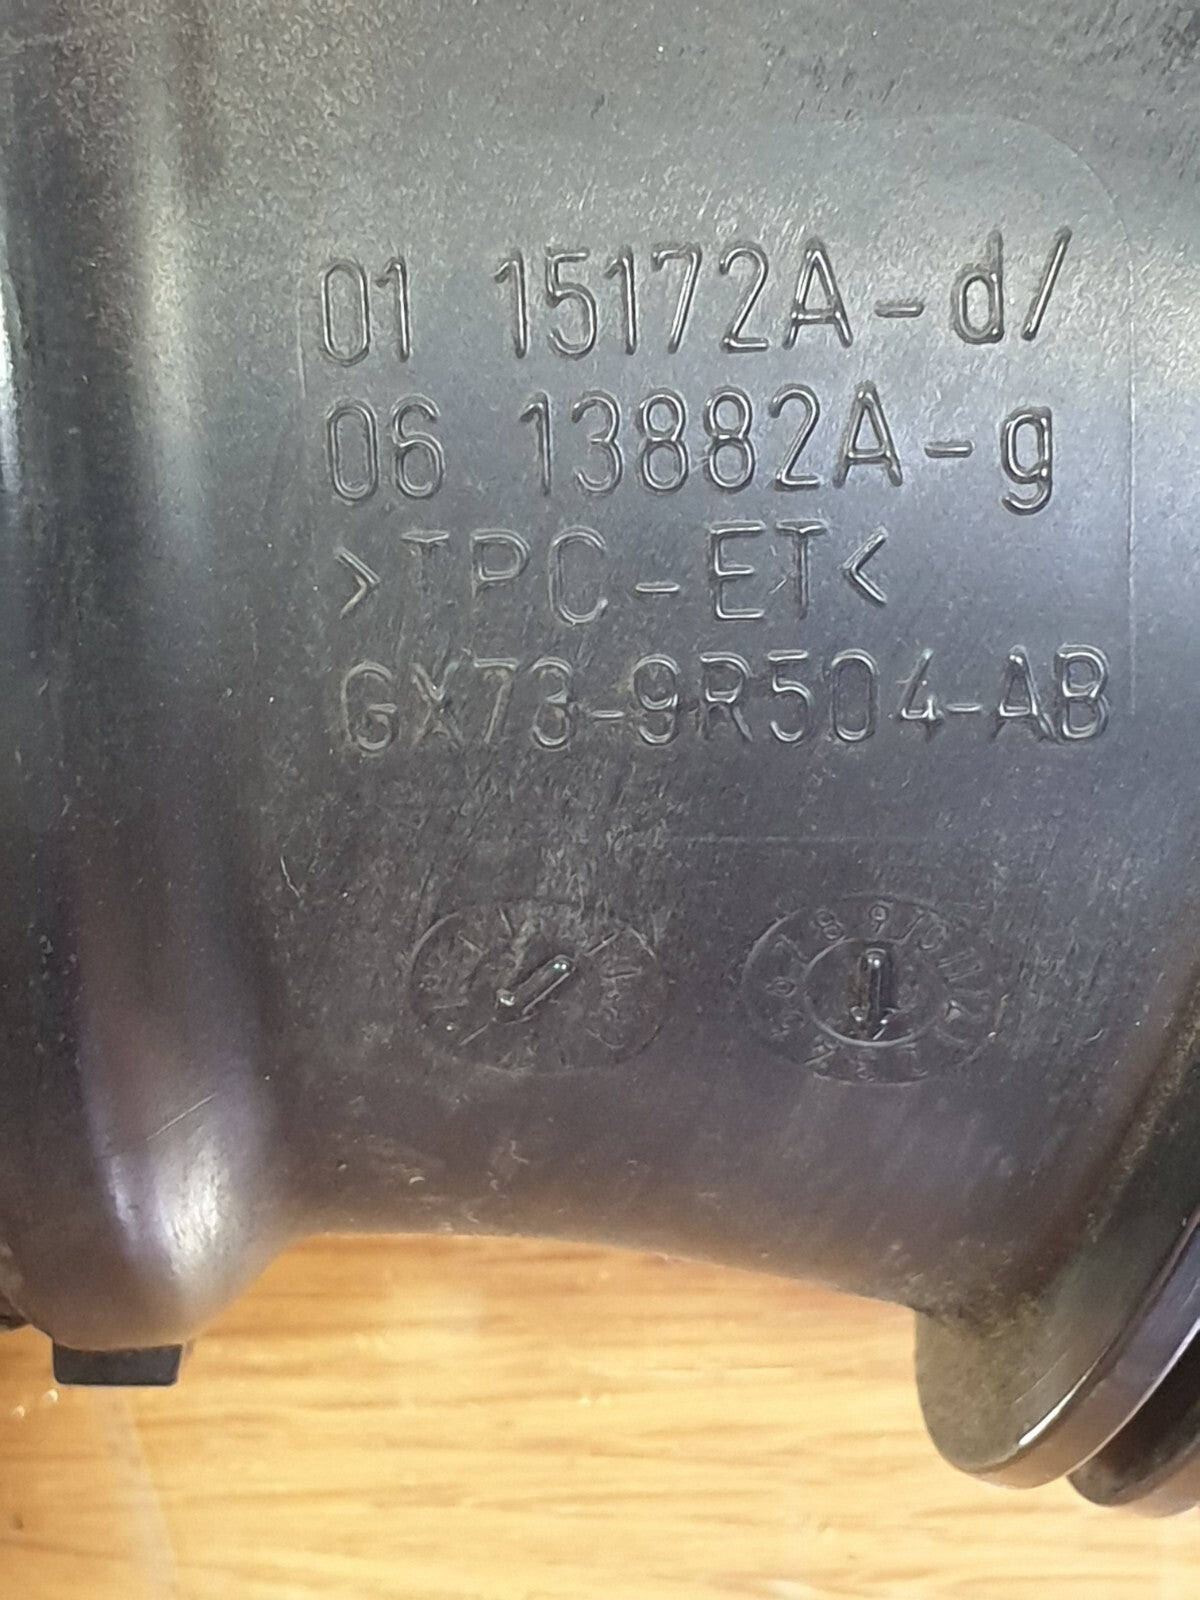 01 15172A-d/
06 13882A-g
>TPC-ET<
GX73-9R504-AB